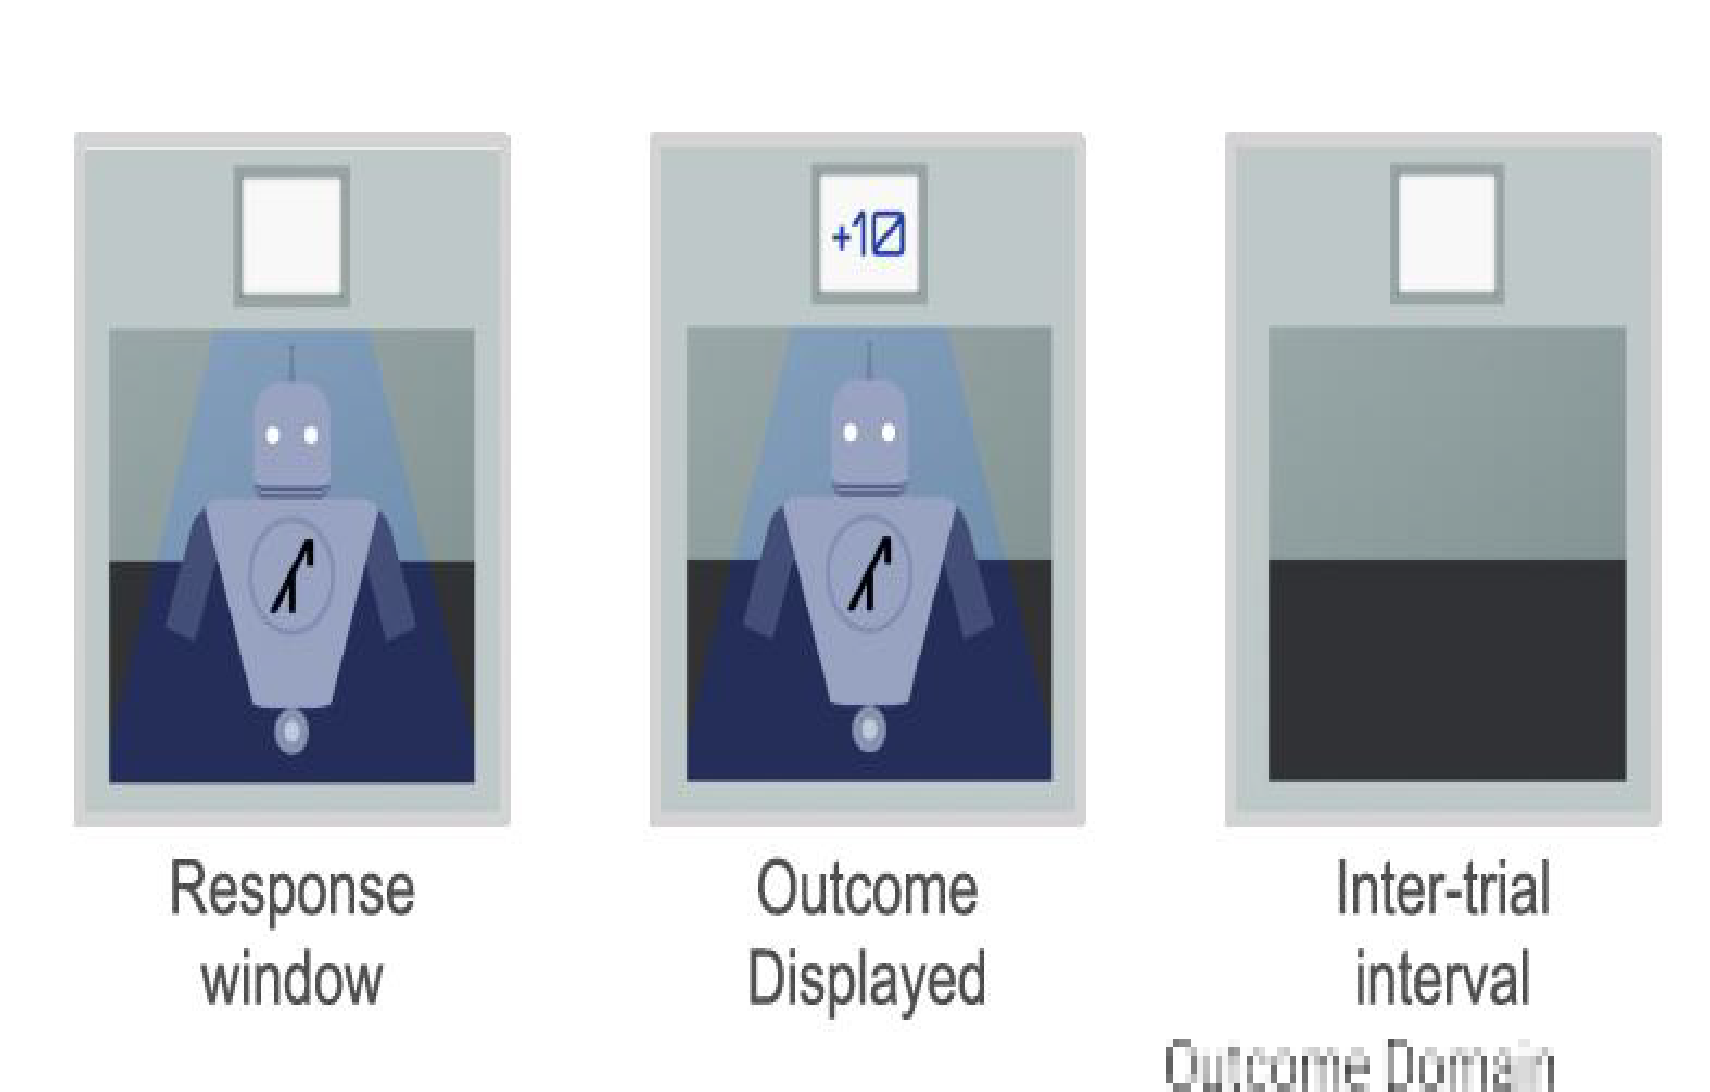 +10
Response
window
Outcome
Displayed
Inter-trial
interval
Outcome Domain